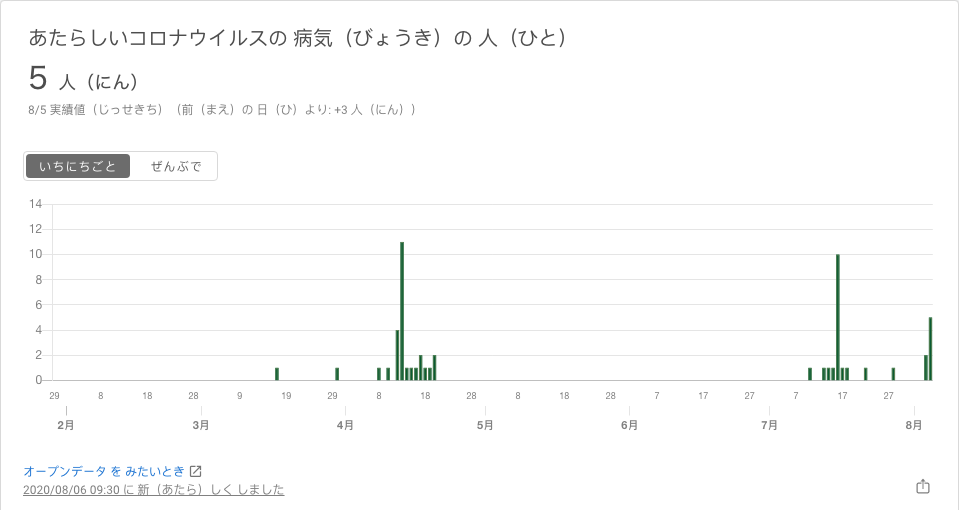 あたらしいコロナウイルスの 病気（びょうき）の 人（ひと）
5 人（にん）
8/5 実績値（じっせきち）（前（まえ）の 日（ひ）より: +3 人（にん））
いちにちごと ぜんぶで
14
12
10
8
6
4
2
0
29 8 18 28 9 19 29 8 18 28 8 18 28 7 17 27 7 17 27
2月 3月 4月 5月 6月 7月 8月
オープンデータ を みたいとき
2020/08/06 09:30 に 新（あたら）しく しました